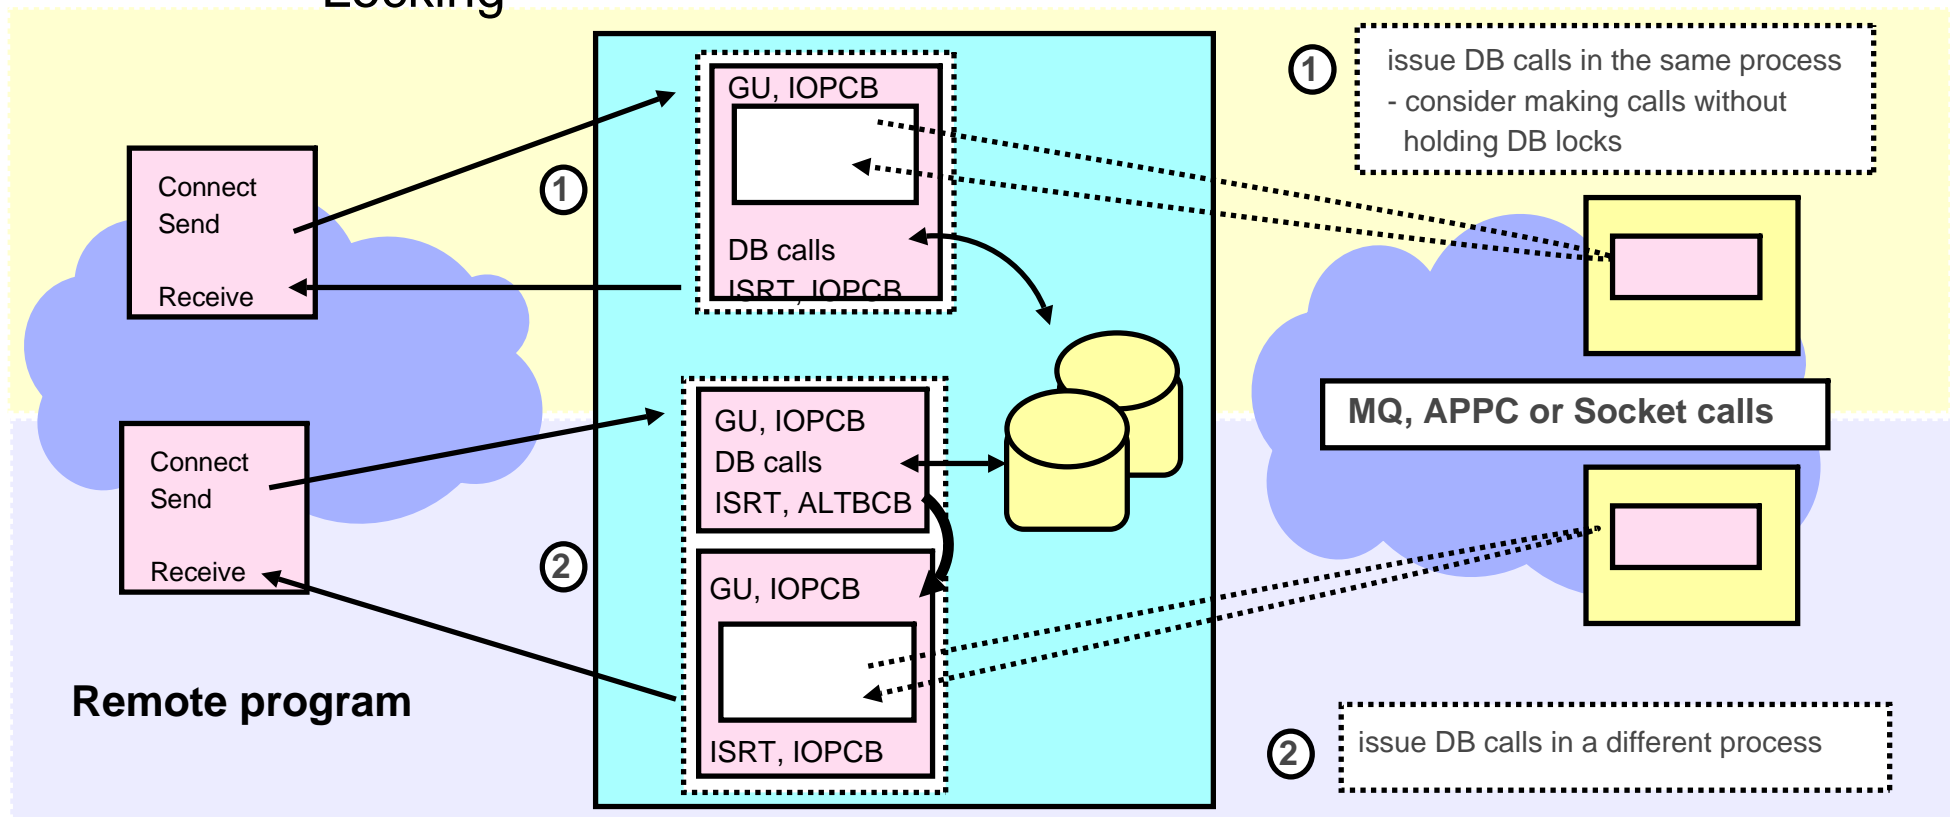 Locking
1
issue DB calls in the same process
- consider making calls without
holding DB locks
GU, IOPCB
DB calls
ISRT, IOPCB
Connect
Send
Receive
1
MQ, APPC or Socket calls
GU, IOPCB
DB calls
ISRT, ALTBCB
Connect
Send
Receive
2
GU, IOPCB
ISRT, IOPCB
Remote program
2
issue DB calls in a different process